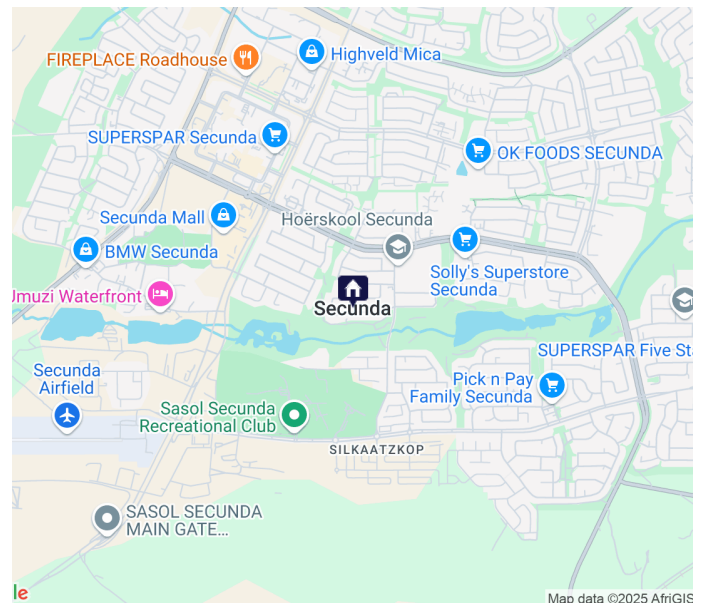 Highveld Mica
FIREPLACE Roadhouse
SUPERSPAR Secunda
OK FOODS SECUNDA
Secunda Mall
Hoërskool Secunda
BMW Secunda
Solly's Superstore
Secunda
Umuzi Waterfront
Secunda
SUPERSPAR Five Sta
Secunda
Airfield
Pick n Pay
Family Secunda
Sasol Secunda
Recreational Club
SILKAATZKOP
SASOL SECUNDA
MAIN GATE...
le
Map data ©2025 AfriGIS